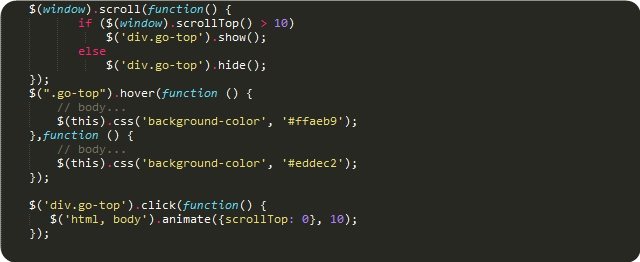 $(window).scroll(function() {
if ($(window).scrollTop() > 10)
$('div.go-top').show();
else
$('div.go-top').hide();
});
$(".go-top").hover(function () {
// body...
$(this).css('background-color', '#ffaeb9');
},function () {
// body...
$(this).css('background-color', '#eddec2');
});
$('div.go-top').click(function() {
$('html, body').animate({scrollTop: 0}, 10);
});